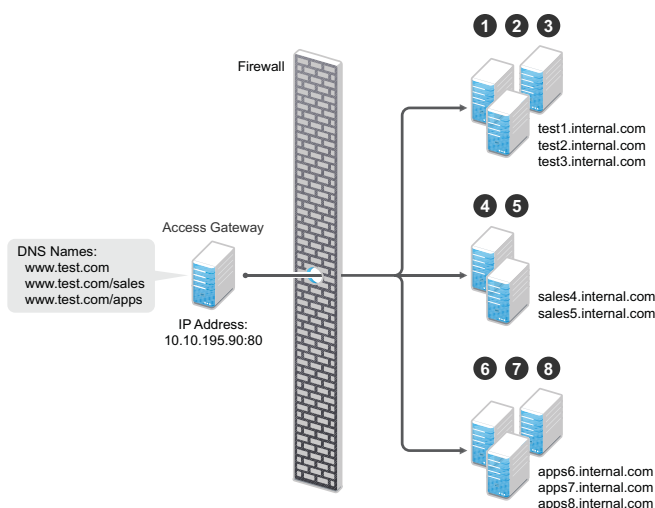 1 2 3
Firewall
test1.internal.com
test2.internal.com
test3.internal.com
4 5
Access Gateway
DNS Names:
www.test.com
www.test.com/sales
www.test.com/apps
sales4.internal.com
sales5.internal.com
IP Address:
10.10.195.90:80
6 7 8
apps6.internal.com
apps7.internal.com
apps8.internal.com